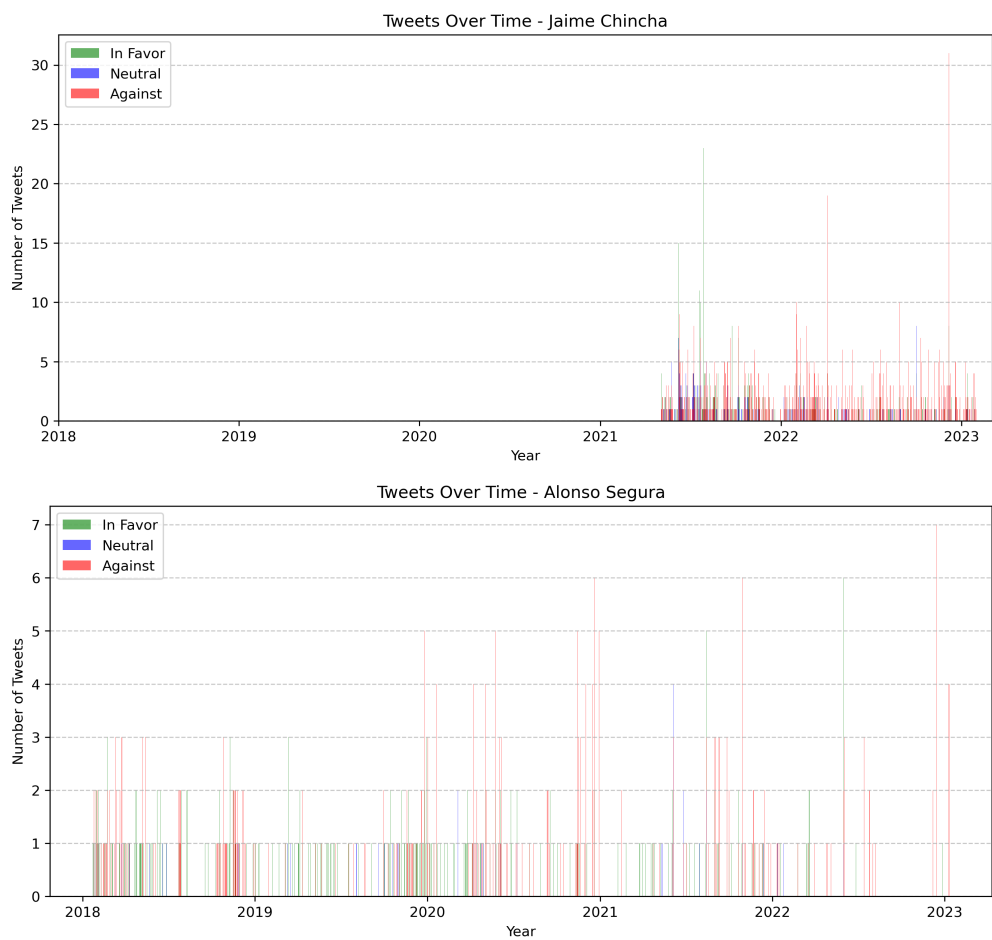 Tweets Over Time - Jaime Chincha
In Favor
Neutral
Against
Number of Tweets
30
25
20
15
10
5
0
2018 2019 2020 2021 2022 2023
Year
Tweets Over Time - Alonso Segura
In Favor
Neutral
Against
Number of Tweets
7
6
5
4
3
2
1
0
2018 2019 2020 2021 2022 2023
Year